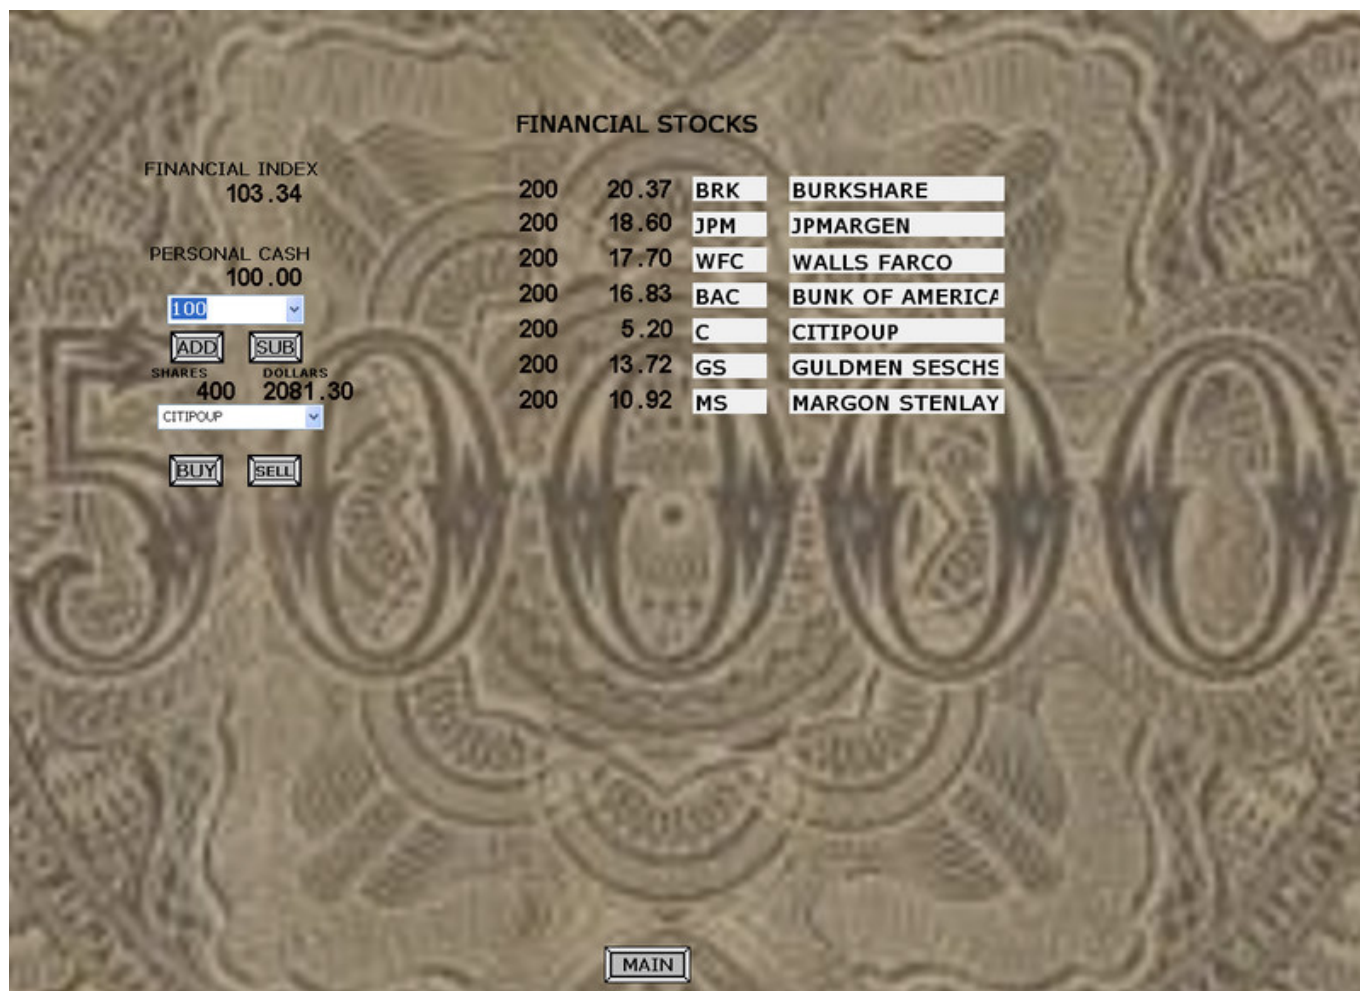 FINANCIAL STOCKS
FINANCIAL INDEX
103.34
PERSONAL CASH
100.00
100
ADD SUB
SHARES DOLLARS
400 2081.30
CITIPOUP
BUY SELL
200 20.37 BRK BURKSHARE
200 18.60 JPM JPMARGEN
200 17.70 WFC WALLS FARCO
200 16.83 BAC BUNK OF AMERICA
200 5.20 C CITIPOUP
200 13.72 GS GULDMEN SESCHS
200 10.92 MS MARGON STENLAY
50000
MAIN